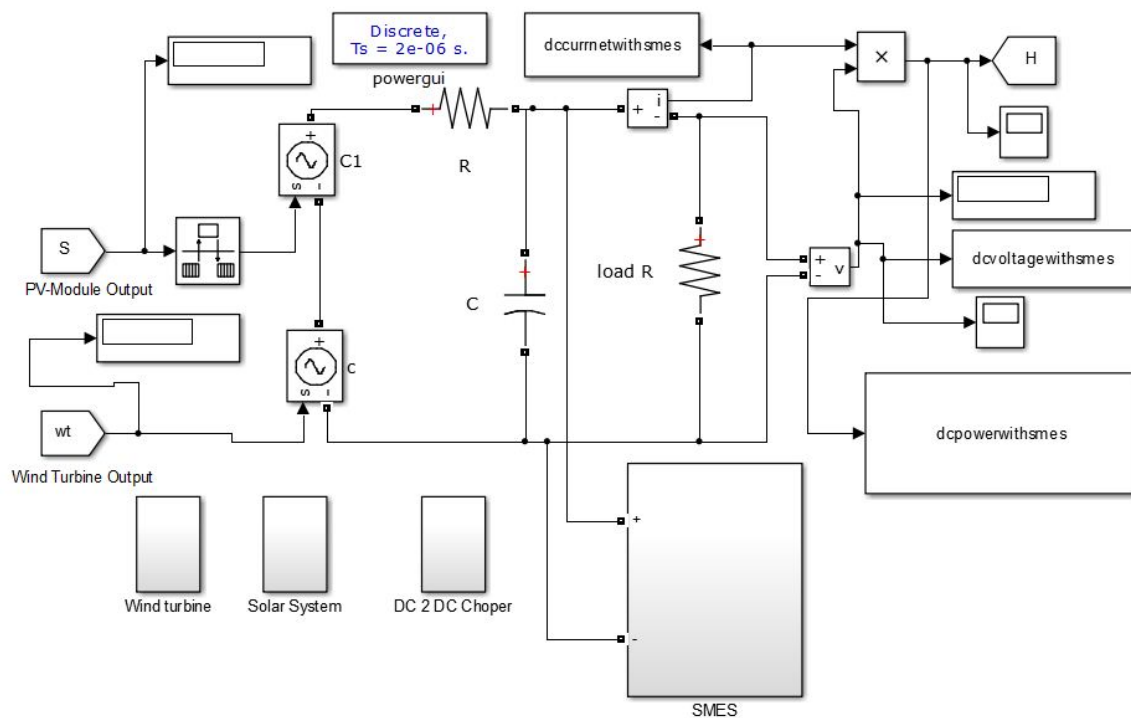 Discrete,
Ts = 2e-06 s.
powergui
dccurrnetwithsmes
×
H
+
C1
s
-
+
R
+
i
-
S
PV-Module Output
+
C
+
load R
+
-
v
dcvoltagewithsmes
+
c
s
-
wt
Wind Turbine Output
dcpowerwithsmes
+
-
Wind turbine
Solar System
DC 2 DC Choper
SMES